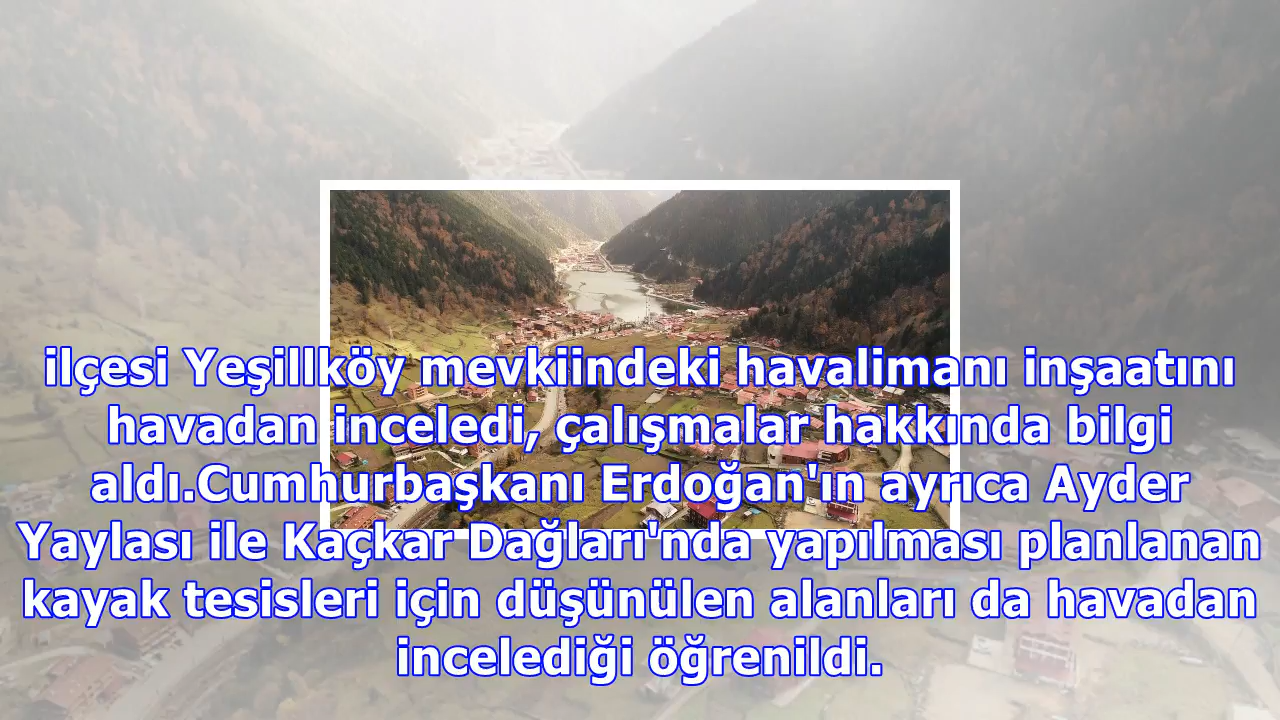 ilçesi Yeşillköy mevkiindeki havalimanı inşaatını
havadan inceledi, çalışmalar hakkında bilgi
aldı.Cumhurbaşkanı Erdoğan'ın ayrıca Ayder
Yaylası ile Kaçkar Dağları'nda yapılması planlanan
kayak tesisleri için düşünülen alanları da havadan
incelediği öğrenildi.